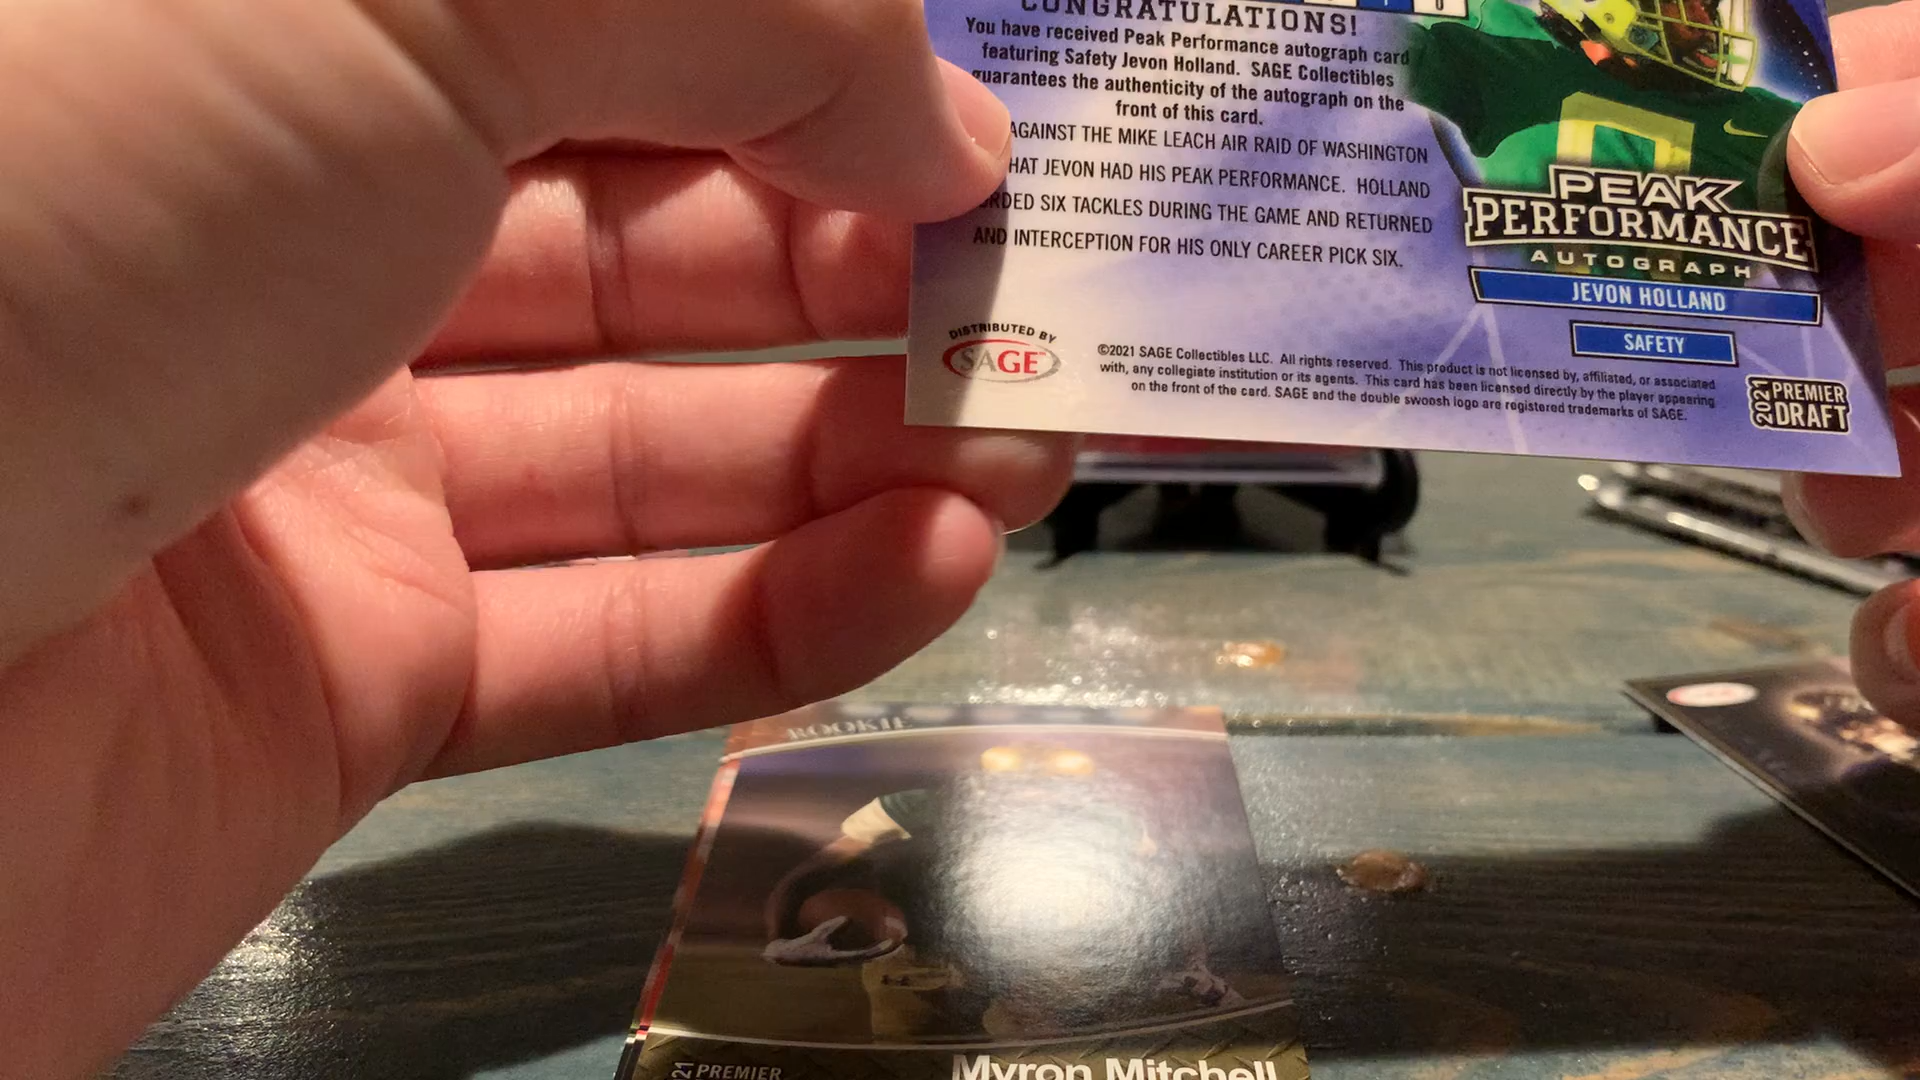 CONGRATULATIONS!
You have received Peak Performance autograph card
featuring Safety Jevon Holland. SAGE Collectibles
guarantees the authenticity of the autograph on the
front of this card.
AGAINST THE MIKE LEACH AIR RAID OF WASHINGTON
HAT JEVON HAD HIS PEAK PERFORMANCE. HOLLAND
RDED SIX TACKLES DURING THE GAME AND RETURNED
AND INTERCEPTION FOR HIS ONLY CAREER PICK SIX.
PEAK
PERFORMANCE
AUTOGRAPH
JEVON HOLLAND
SAFETY
DISTRIBUTED BY
SAGE™
©2021 SAGE Collectibles LLC. All rights reserved. This product is not licensed by, affiliated, or associated
with, any collegiate institution or its agents. This card has been licensed directly by the player appearing
on the front of the card. SAGE and the double swoosh logo are registered trademarks of SAGE.
2021 PREMIER
DRAFT
ROOKIE
21 PREMIER
Myron Mitchell